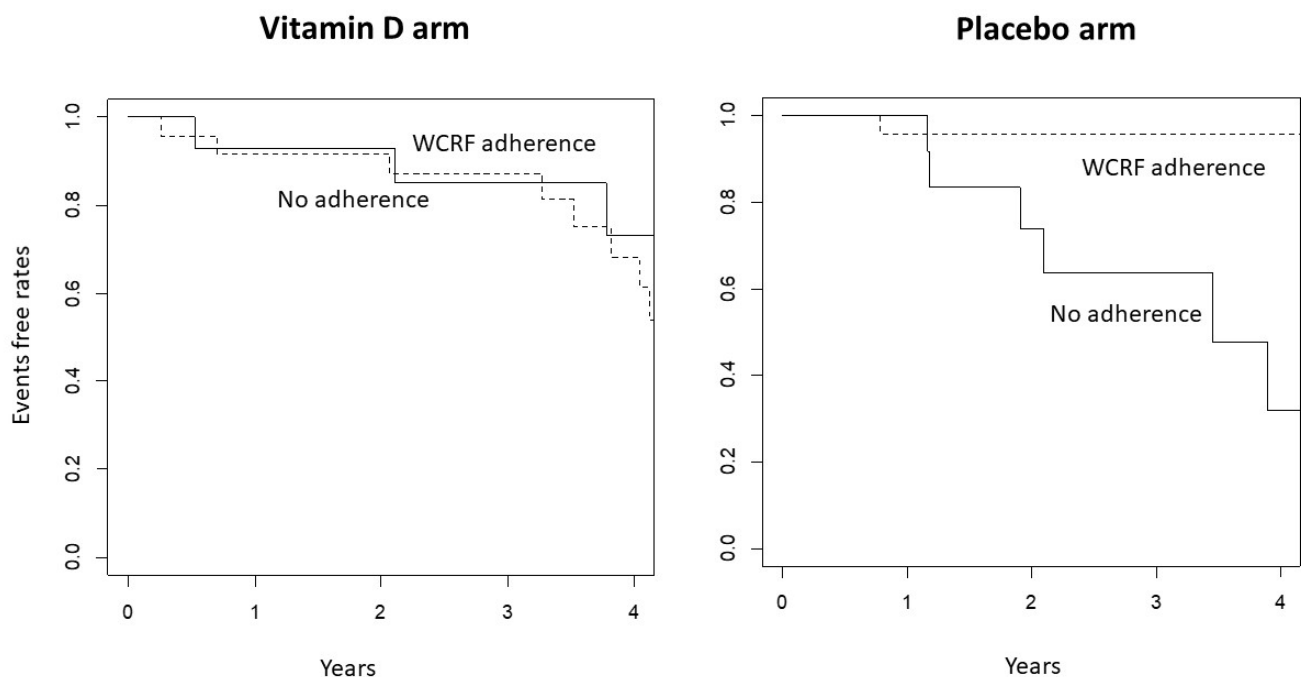 Vitamin D arm
Events free rates
1.0
0.8
0.6
0.4
0.2
0.0
WCRF adherence
No adherence
0 1 2 3 4
Years
Placebo arm
1.0
0.8
0.6
0.4
0.2
0.0
WCRF adherence
No adherence
0 1 2 3 4
Years